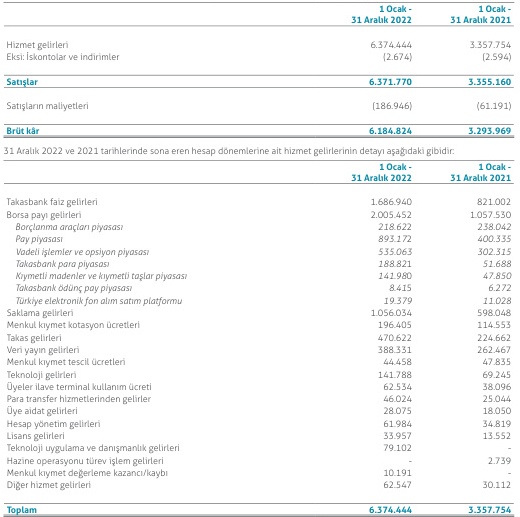 1 Ocak - 1 Ocak -
31 Aralık 2022 31 Aralık 2021
Hizmet gelirleri 6.374.444 3.357.754
Eksi: İskontolar ve indirimler (2.674) (2.594)
Satışlar 6.371.770 3.355.160
Satışların maliyetleri (186.946) (61.191)
Brüt kâr 6.184.824 3.293.969
31 Aralık 2022 ve 2021 tarihlerinde sona eren hesap dönemlerine ait hizmet gelirlerinin detayı aşağıdaki gibidir:
1 Ocak - 1 Ocak -
31 Aralık 2022 31 Aralık 2021
Takasbank faiz gelirleri 1.686.940 821.002
Borsa payı gelirleri 2.005.452 1.057.530
Borçlanma araçları piyasası 218.622 238.042
Pay piyasası 893.172 400.335
Vadeli işlemler ve opsiyon piyasası 535.063 302.315
Takasbank para piyasası 188.821 51.688
Kıymetli madenler ve kıymetli taşlar piyasası 141.980 47.850
Takasbank ödünç pay piyasası 8.415 6.272
Türkiye elektronik fon alım satım platformu 19.379 11.028
Saklama gelirleri 1.056.034 598.048
Menkul kıymet kotasyon ücretleri 196.405 114.553
Takas gelirleri 470.622 224.662
Veri yayın gelirleri 388.331 262.467
Menkul kıymet tescil ücretleri 44.458 47.835
Teknoloji gelirleri 141.788 69.245
Üyeler ilave terminal kullanım ücreti 62.534 38.096
Para transfer hizmetlerinden gelirler 46.024 25.044
Üye aidat gelirleri 28.075 18.050
Hesap yönetim gelirleri 61.984 34.819
Lisans gelirleri 33.957 13.552
Teknoloji uygulama ve danışmanlık gelirleri 79.102 -
Hazine operasyonu türev işlem gelirleri - 2.739
Menkul kıymet değerleme kazancı/kaybı 10.191 -
Diğer hizmet gelirleri 62.547 30.112
Toplam 6.374.444 3.357.754